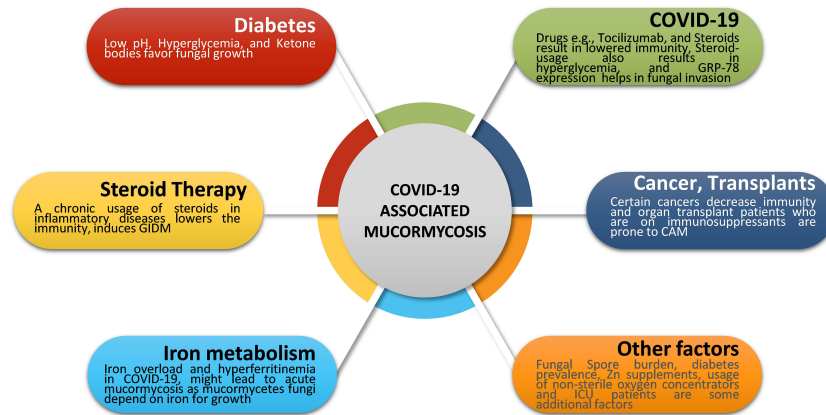 Diabetes
Low pH, Hyperglycemia, and Ketone
bodies favor fungal growth
COVID-19
Drugs e.g., Tocilizumab, and Steroids
result in lowered immunity, Steroid-
usage also results in
hyperglycemia, and GRP-78
expression helps in fungal invasion
Steroid Therapy
A chronic usage of steroids in
inflammatory diseases lowers the
immunity, induces GIDM
COVID-19
ASSOCIATED
MUCORMYCOSIS
Cancer, Transplants
Certain cancers decrease immunity
and organ transplant patients who
are on immunosuppressants are
prone to CAM
Iron metabolism
Iron overload and hyperferritinemia
in COVID-19, might lead to acute
mucormycosis as mucormycetes fungi
depend on iron for growth
Other factors
Fungal Spore burden, diabetes
prevalence, Zn supplements, usage
of non-sterile oxygen concentrators
and ICU patients are some
additional factors